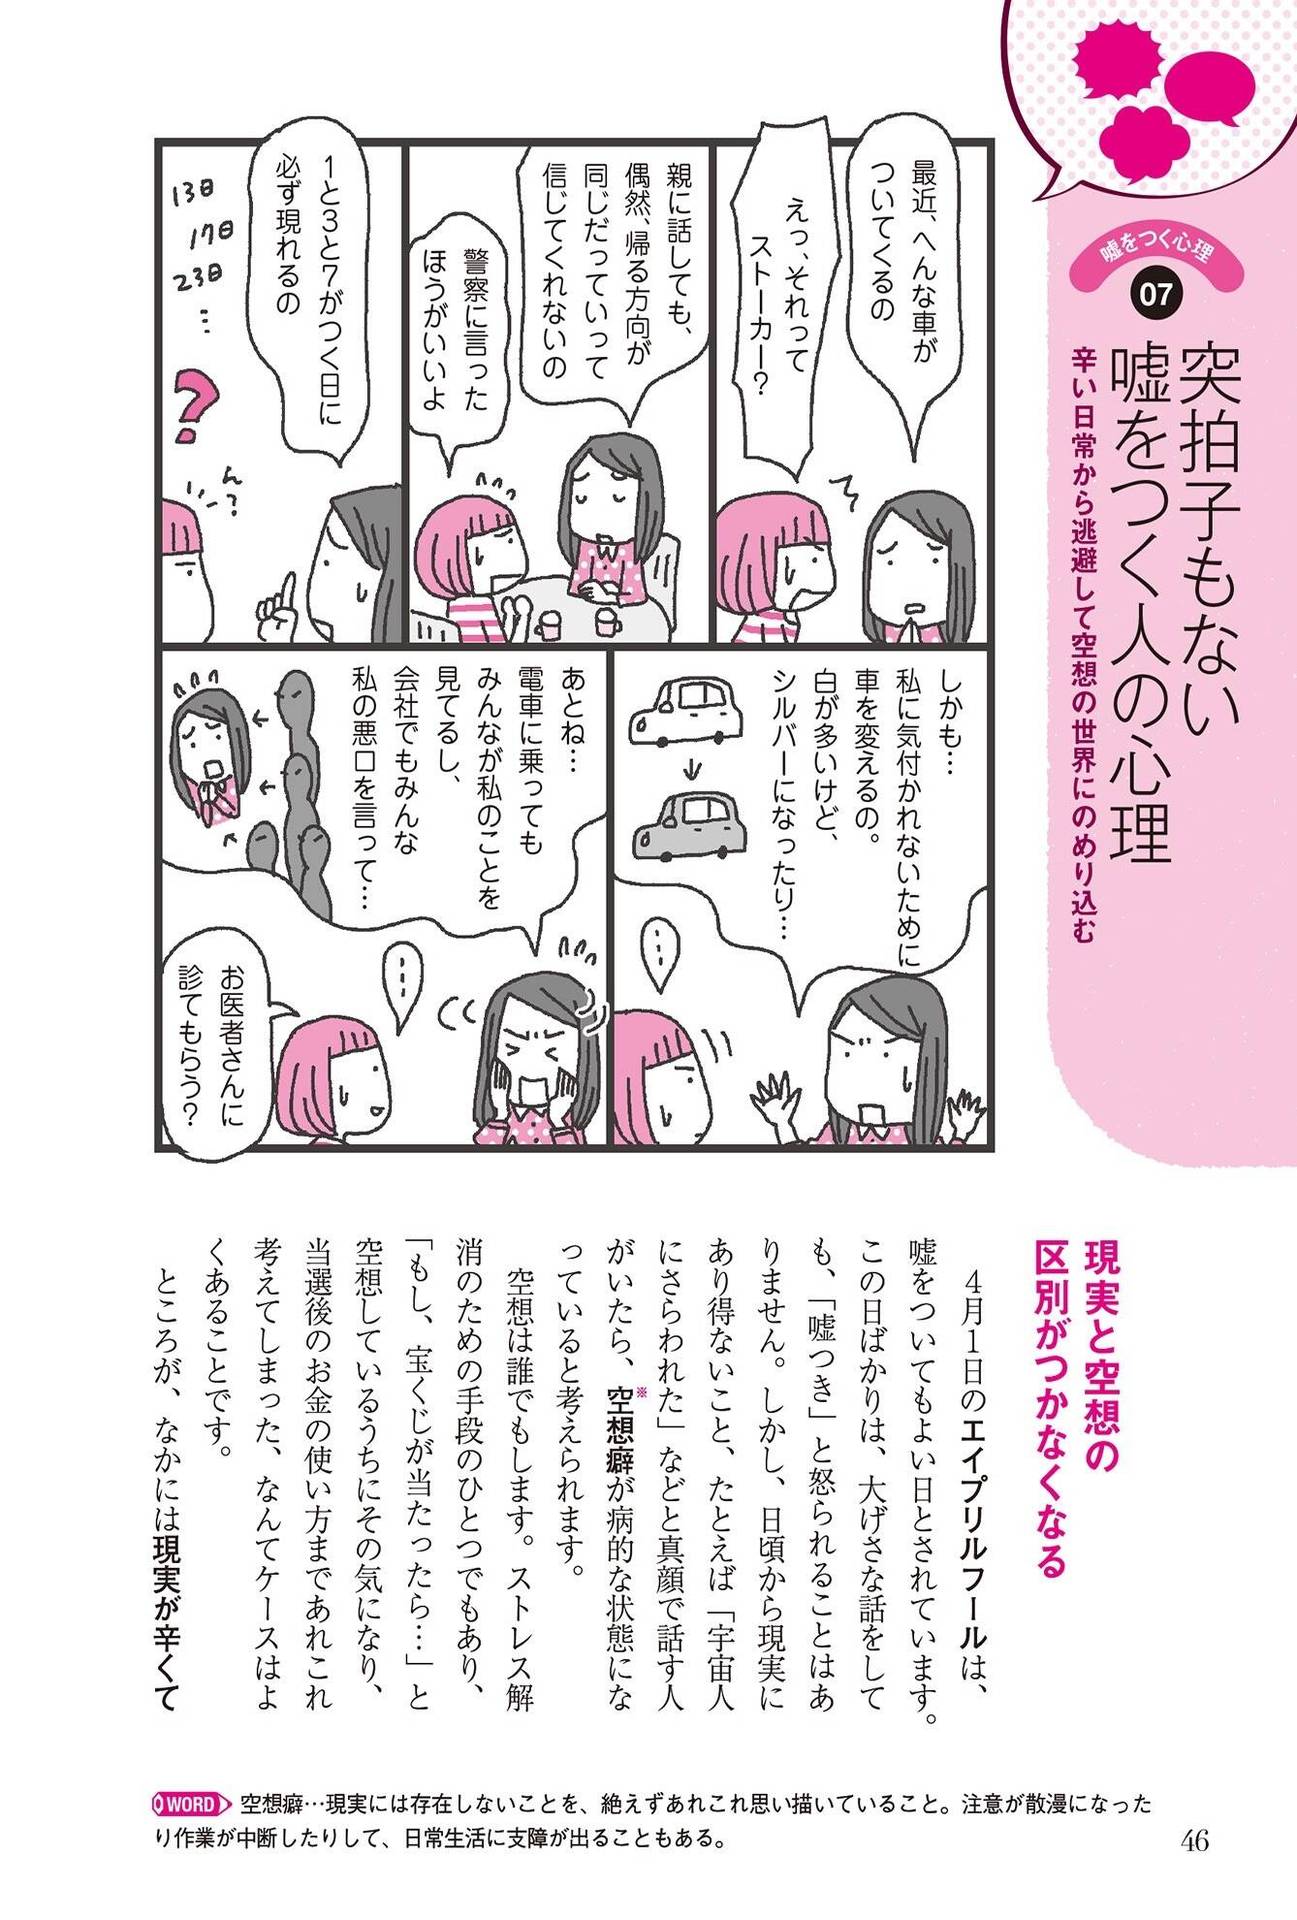 嘘をつく心理
07
突拍子もない
嘘をつく人の心理
辛い日常から逃避して空想の世界にのめり込む
最近、へんな車が
ついてくるの
えっ、それって
ストーカー？
親に話しても、
偶然、帰る方向が
同じだっていって
信じてくれないの
警察に言った
ほうがいいよ
1と3と7がつく日に
必ず現れるの
13日
17日
23日
…
?
ん?
しかも…
私に気付かれないために
車を変えるの。
白が多いけど、
シルバーになったり…
…
あとね…
電車に乗っても
みんなが私のことを
見てるし、
会社でもみんな
私の悪口を言って…
…
お医者さんに
診てもらう？
現実と空想の
区別がつかなくなる
4月1日のエイプリルフールは、
嘘をついてもよい日とされています。
この日ばかりは、大げさな話をして
も、「嘘つき」と怒られることはあ
りません。しかし、日頃から現実に
あり得ないこと、たとえば「宇宙人
にさらわれた」などと真顔で話す人
がいたら、空想癖※が病的な状態にな
っていると考えられます。
空想は誰でもします。ストレス解
消のための手段のひとつでもあり、
「もし、宝くじが当たったら…」と
空想しているうちにその気になり、
当選後のお金の使い方まであれこれ
考えてしまった、なんてケースはよ
くあることです。
ところが、なかには現実が辛くて
WORD 空想癖…現実には存在しないことを、絶えずあれこれ思い描いていること。注意が散漫になった
り作業が中断したりして、日常生活に支障が出ることもある。
46